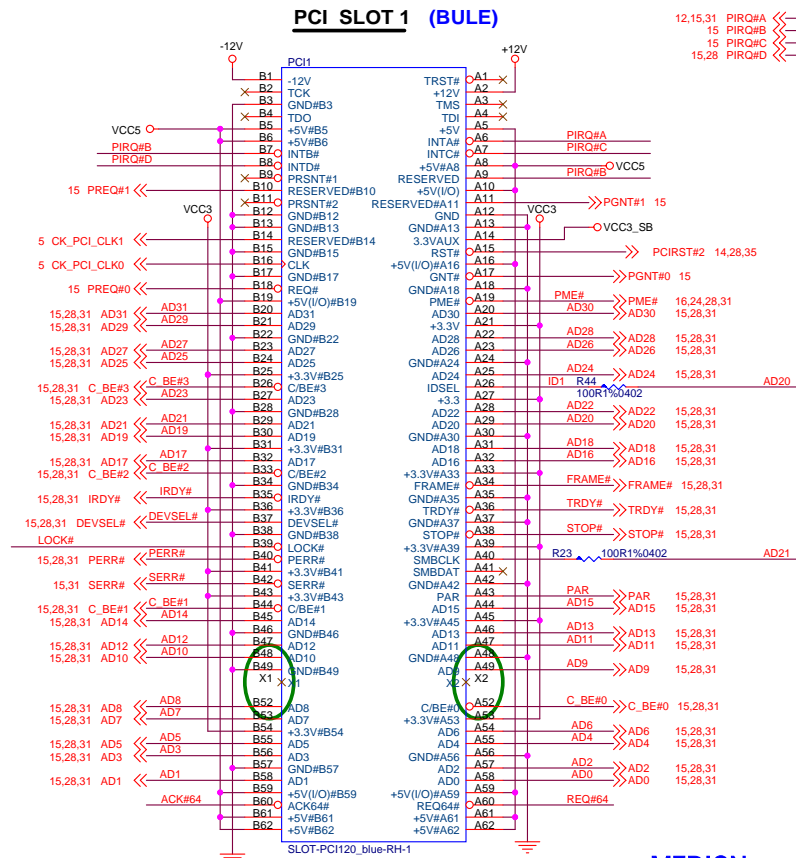 PCI SLOT 1 (BULE)
12,15,31 PIRQ#A
15 PIRQ#B
15 PIRQ#C
15,28 PIRQ#D
-12V
+12V
PCI1
B1 -12V TRST# A1
B2 TCK +12V A2
B3 GND#B3 TMS A3
B4 TDO TDI A4
VCC5 B5 +5V#B5 +5V A5
B6 +5V#B6 INTA# A6 PIRQ#A
PIRQ#B B7 INTB# INTC# A7 PIRQ#C
PIRQ#D B8 INTD# +5V#A8 A8 VCC5
B9 PRSNT#1 RESERVED A9 PIRQ#B
15 PREQ#1 B10 RESERVED#B10 +5V(I/O) A10
B11 PRSNT#2 RESERVED#A11 A11 PGNT#1 15
VCC3 B12 GND#B12 GND A12 VCC3
B13 GND#B13 GND#A13 A13
5 CK_PCI_CLK1 B14 RESERVED#B14 3.3VAUX A14 VCC3_SB
B15 GND#B15 RST# A15 PCIRST#2 14,28,35
5 CK_PCI_CLK0 B16 CLK +5V(I/O)#A16 A16
B17 GND#B17 GNT# A17 PGNT#0 15
15 PREQ#0 B18 REQ# GND#A18 A18
B19 +5V(I/O)#B19 PME# A19 PME# PME# 16,24,28,31
15,28,31 AD31 AD31 B20 AD31 AD30 A20 AD30 AD30 15,28,31
15,28,31 AD29 AD29 B21 AD29 +3.3V A21
B22 GND#B22 AD28 A22 AD28 AD28 15,28,31
15,28,31 AD27 AD27 B23 AD27 AD26 A23 AD26 AD26 15,28,31
15,28,31 AD25 AD25 B24 AD25 GND#A24 A24
B25 +3.3V#B25 AD24 A25 AD24 AD24 15,28,31
15,28,31 C_BE#3 C_BE#3 B26 C/BE#3 IDSEL A26 ID1 R44 100R1%0402 AD20
15,28,31 AD23 AD23 B27 AD23 +3.3 A27
B28 GND#B28 AD22 A28 AD22 AD22 15,28,31
15,28,31 AD21 AD21 B29 AD21 AD20 A29 AD20 AD20 15,28,31
15,28,31 AD19 AD19 B30 AD19 GND#A30 A30
B31 +3.3V#B31 AD18 A31 AD18 AD18 15,28,31
15,28,31 AD17 AD17 B32 AD17 AD16 A32 AD16 AD16 15,28,31
15,28,31 C_BE#2 C_BE#2 B33 C/BE#2 +3.3V#A33 A33
B34 GND#B34 FRAME# A34 FRAME# FRAME# 15,28,31
15,28,31 IRDY# IRDY# B35 IRDY# GND#A35 A35
B36 +3.3V#B36 TRDY# A36 TRDY# TRDY# 15,28,31
15,28,31 DEVSEL# DEVSEL# B37 DEVSEL# GND#A37 A37
B38 GND#B38 STOP# A38 STOP# STOP# 15,28,31
LOCK# B39 LOCK# +3.3V#A39 A39
15,28,31 PERR# PERR# B40 PERR# SMBCLK A40 R23 100R1%0402 AD21
B41 +3.3V#B41 SMBDAT A41
15,31 SERR# SERR# B42 SERR# GND#A42 A42
B43 +3.3V#B43 PAR A43 PAR PAR 15,28,31
15,28,31 C_BE#1 C_BE#1 B44 C/BE#1 AD15 A44 AD15 AD15 15,28,31
15,28,31 AD14 AD14 B45 AD14 +3.3V#A45 A45
B46 GND#B46 AD13 A46 AD13 AD13 15,28,31
15,28,31 AD12 AD12 B47 AD12 AD11 A47 AD11 AD11 15,28,31
15,28,31 AD10 AD10 B48 AD10 GND#A48 A48
B49 GND#B49 AD9 A49 AD9 AD9 15,28,31
X1 X1 X2 X2
15,28,31 AD8 AD8 B52 AD8 C/BE#0 A52 C_BE#0 C_BE#0 15,28,31
15,28,31 AD7 AD7 B53 AD7 +3.3V#A53 A53
B54 +3.3V#B54 AD6 A54 AD6 AD6 15,28,31
15,28,31 AD5 AD5 B55 AD5 AD4 A55 AD4 AD4 15,28,31
15,28,31 AD3 AD3 B56 AD3 GND#A56 A56
B57 GND#B57 AD2 A57 AD2 AD2 15,28,31
15,28,31 AD1 AD1 B58 AD1 AD0 A58 AD0 AD0 15,28,31
B59 +5V(I/O)#B59 +5V(I/O)#A59 A59
ACK#64 B60 ACK64# REQ64# A60 REQ#64
B61 +5V#B61 +5V#A61 A61
B62 +5V#B62 +5V#A62 A62
SLOT-PCI120_blue-RH-1